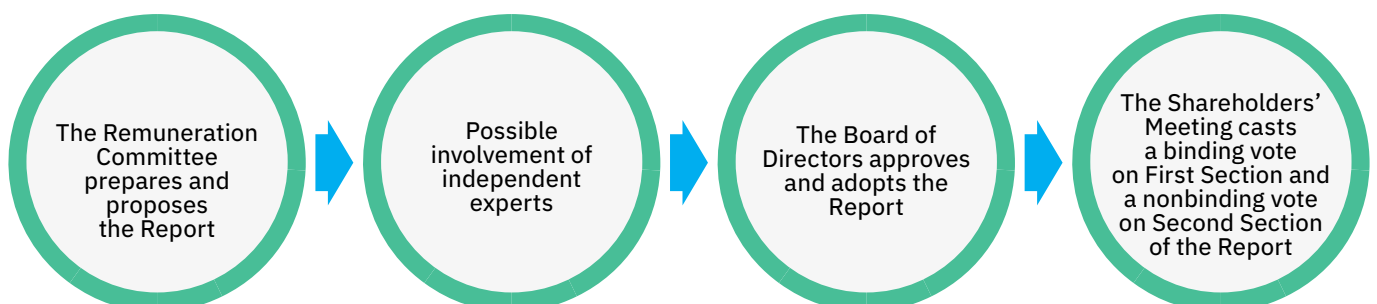 The Remuneration
Committee
prepares and
proposes
the Report
Possible
involvement of
independent
experts
The Board of
Directors approves
and adopts the
Report
The Shareholders’
Meeting casts
a binding vote
on First Section and
a nonbinding vote
on Second Section
of the Report